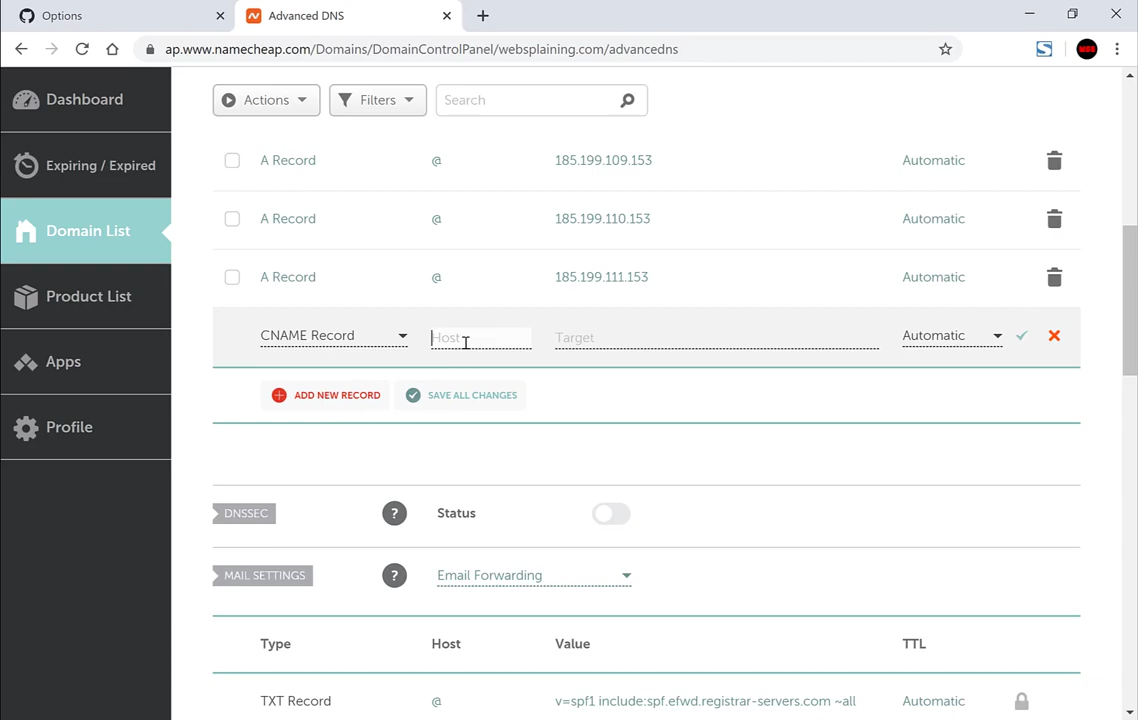 Options
Advanced DNS
ap.www.namecheap.com/Domains/DomainControlPanel/websplaining.com/advancedns
Dashboard
Expiring / Expired
Domain List
Product List
Apps
Profile
Actions Filters Search
A Record @ 185.199.109.153 Automatic
A Record @ 185.199.110.153 Automatic
A Record @ 185.199.111.153 Automatic
CNAME Record Host Target Automatic
ADD NEW RECORD SAVE ALL CHANGES
DNSSEC ? Status
MAIL SETTINGS ? Email Forwarding
Type Host Value TTL
TXT Record @ v=spf1 include:spf.efwd.registrar-servers.com ~all Automatic